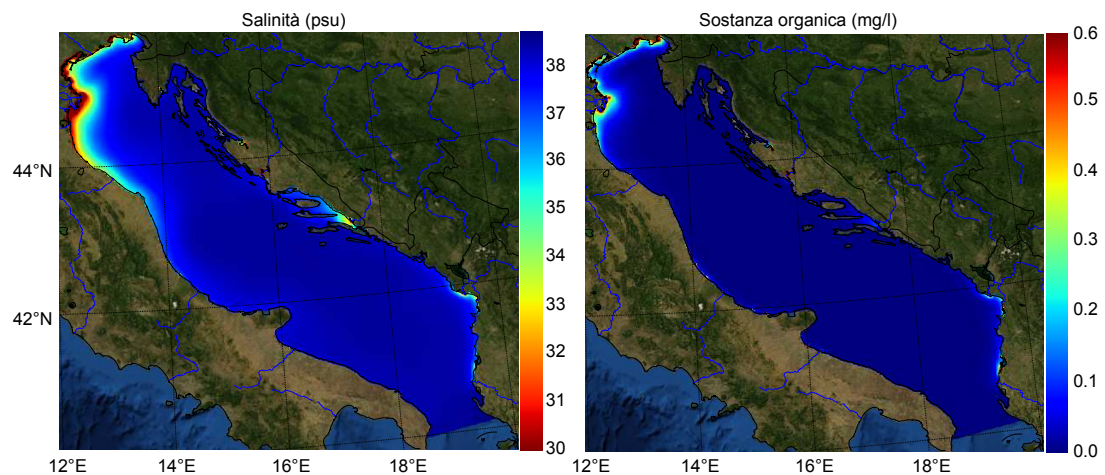 Salinità (psu)
Sostanza organica (mg/l)
38
37
36
35
34
33
32
31
30
0.6
0.5
0.4
0.3
0.2
0.1
0.0
44°N
42°N
12°E
14°E
16°E
18°E
12°E
14°E
16°E
18°E